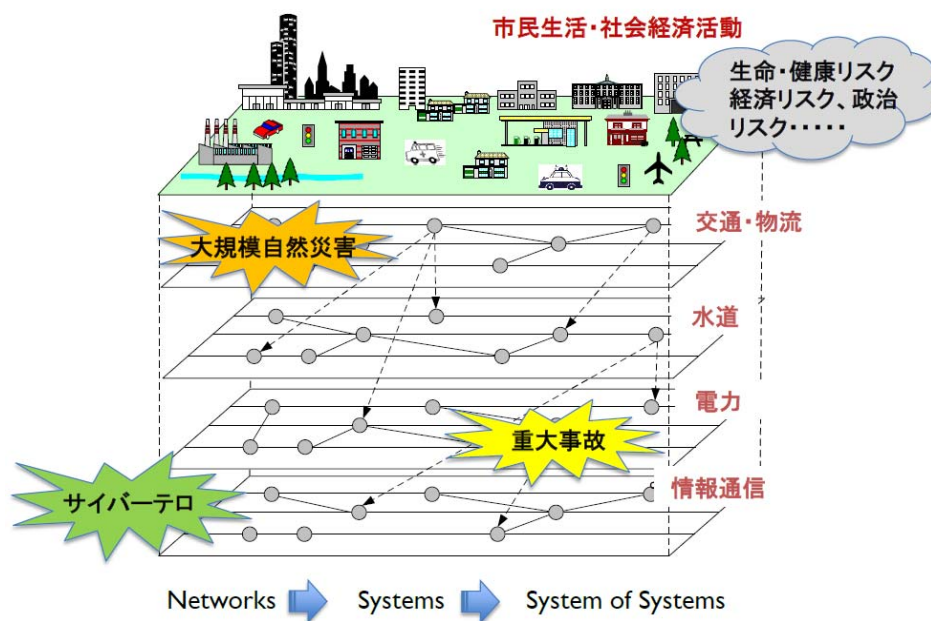 市民生活・社会経済活動
生命・健康リスク
経済リスク、政治
リスク・・・・・
交通・物流
大規模自然災害
水道
電力
重大事故
情報通信
サイバーテロ
Networks Systems System of Systems